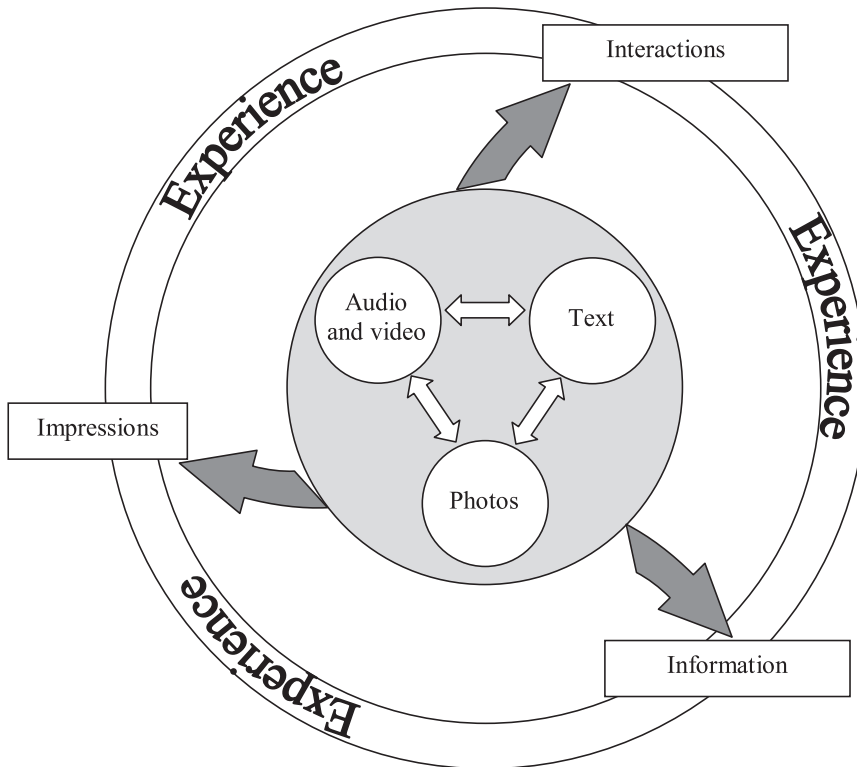 Interactions
Experience
Experience
Audio
and video
Text
Impressions
Photos
Experience
Information